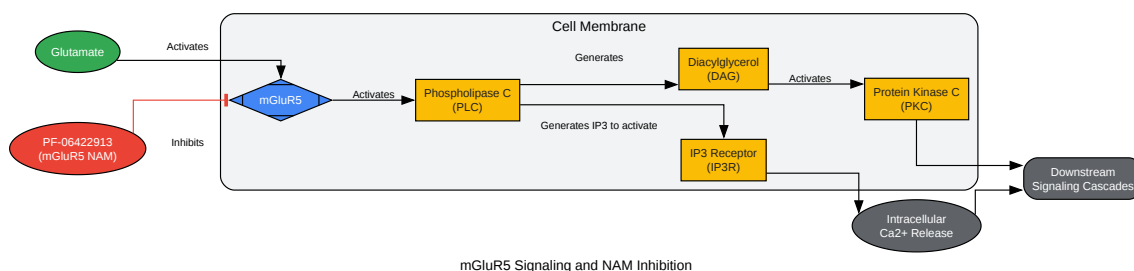 Cell Membrane
Glutamate
Activates
Generates
Diacylglycerol
(DAG)
Activates
mGluR5
Activates
Phospholipase C
(PLC)
Protein Kinase C
(PKC)
Generates IP3 to activate
PF-06422913
(mGluR5 NAM)
Inhibits
IP3 Receptor
(IP3R)
Downstream
Signaling Cascades
Intracellular
Ca2+ Release
mGluR5 Signaling and NAM Inhibition